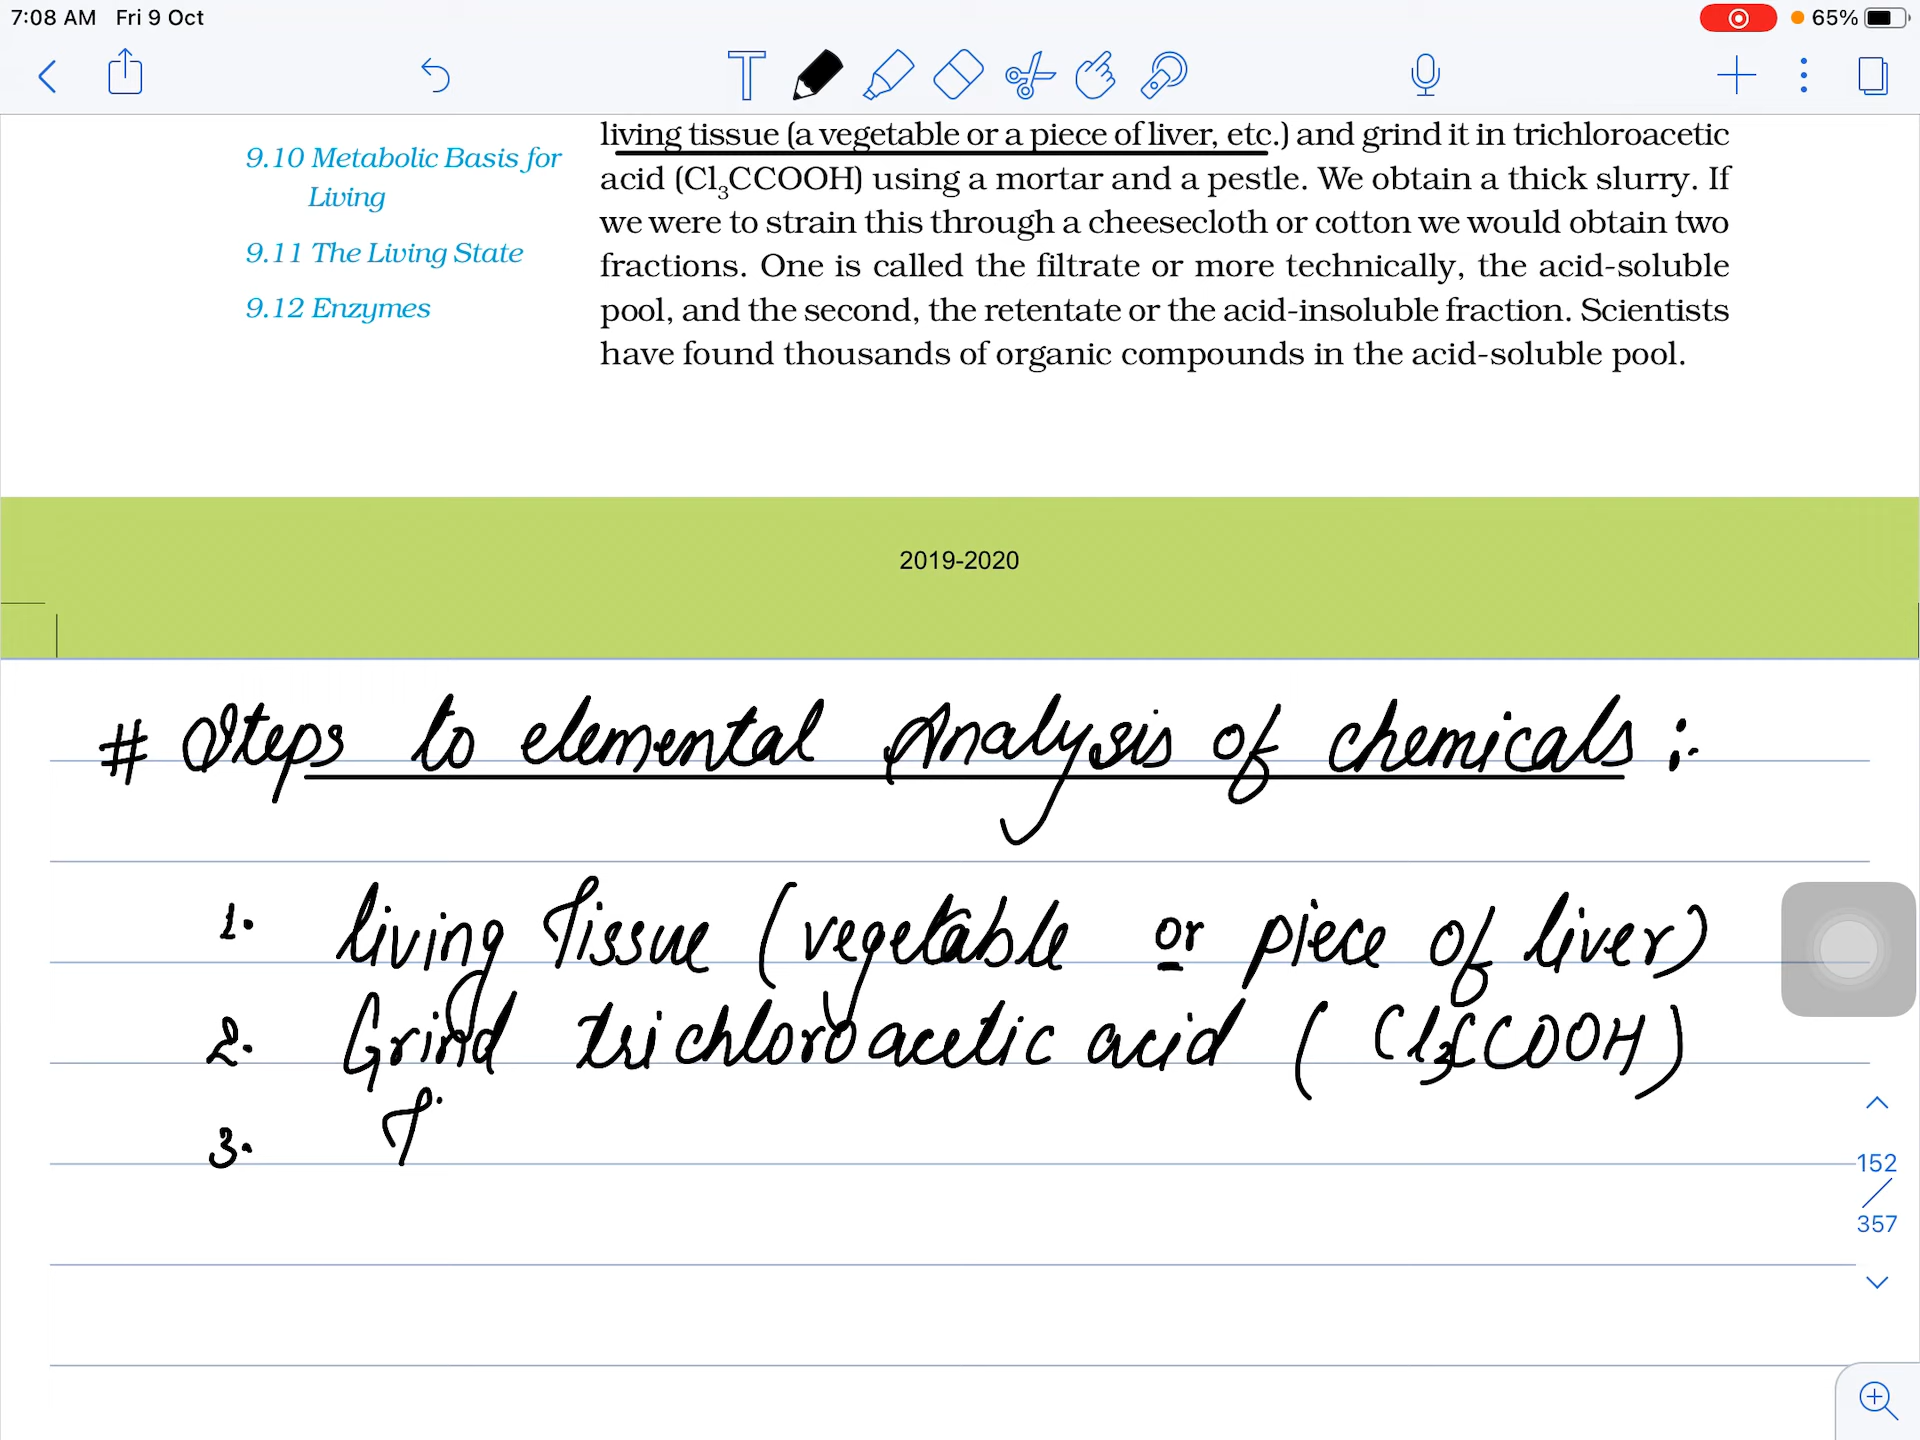 7:08 AM Fri 9 Oct
65%
T
9.10 Metabolic Basis for
Living
9.11 The Living State
9.12 Enzymes
living tissue (a vegetable or a piece of liver, etc.) and grind it in trichloroacetic
acid (Cl₃CCOOH) using a mortar and a pestle. We obtain a thick slurry. If
we were to strain this through a cheesecloth or cotton we would obtain two
fractions. One is called the filtrate or more technically, the acid-soluble
pool, and the second, the retentate or the acid-insoluble fraction. Scientists
have found thousands of organic compounds in the acid-soluble pool.
2019-2020
# Steps to elemental Analysis of chemicals :-
1. living Tissue (vegetable or piece of liver)
2. Grind trichloroacetic acid ( Cl₃CCOOH)
3.
152
/
357